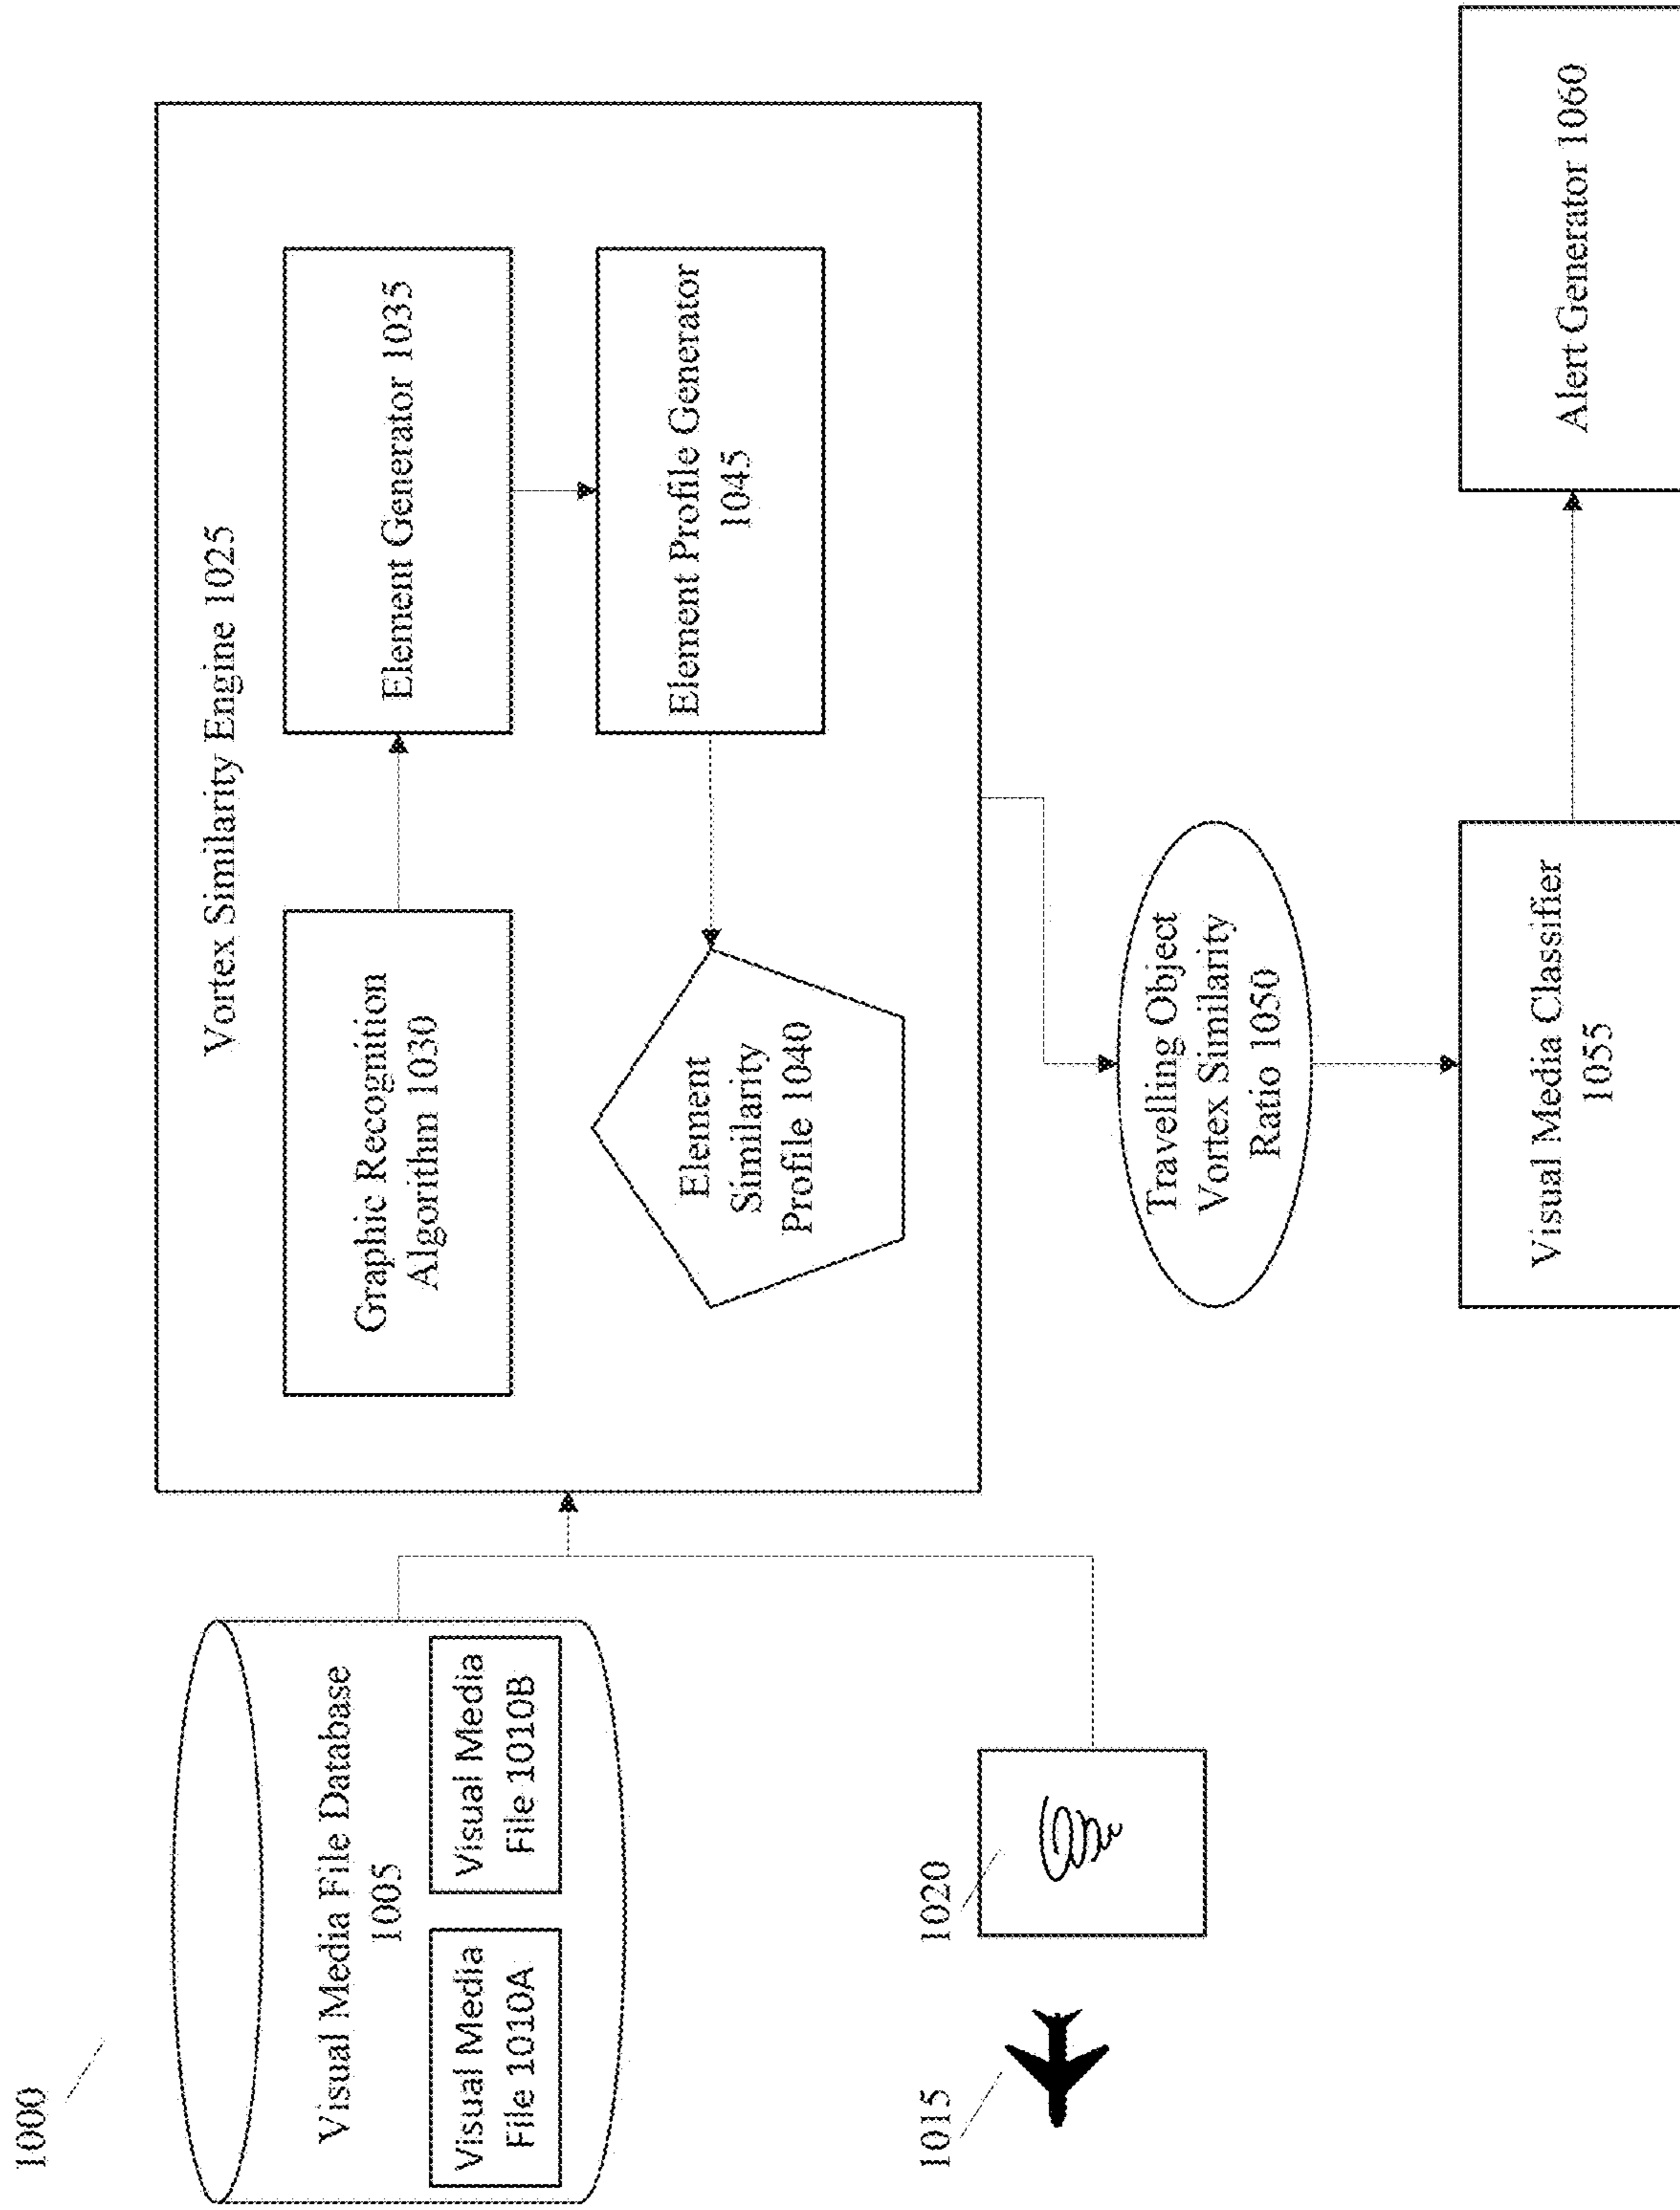 1000
Visual Media File Database
1005
Visual Media
File 1010A
Visual Media
File 1010B
1015
1020
Vortex Similarity Engine 1025
Graphic Recognition
Algorithm 1030
Element Generator 1035
Element
Similarity
Profile 1040
Element Profile Generator
1045
Travelling Object
Vortex Similarity
Ratio 1050
Visual Media Classifier
1055
Alert Generator 1060